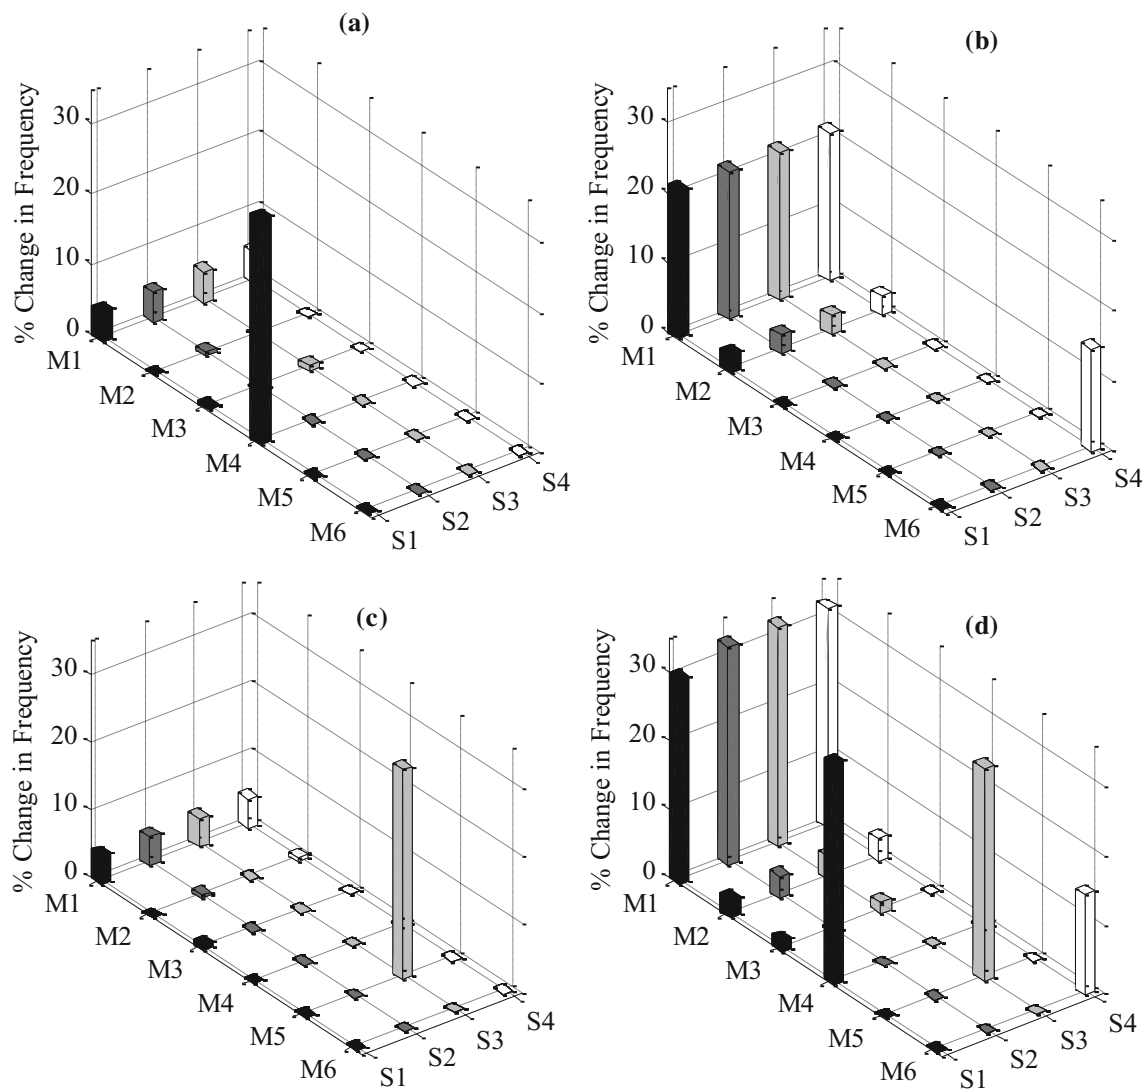 (a)
% Change in Frequency
30
20
10
0
M1
M2
M3
M4
M5
M6
S1
S2
S3
S4
(b)
% Change in Frequency
30
20
10
0
M1
M2
M3
M4
M5
M6
S1
S2
S3
S4
(c)
% Change in Frequency
30
20
10
0
M1
M2
M3
M4
M5
M6
S1
S2
S3
S4
(d)
% Change in Frequency
30
20
10
0
M1
M2
M3
M4
M5
M6
S1
S2
S3
S4